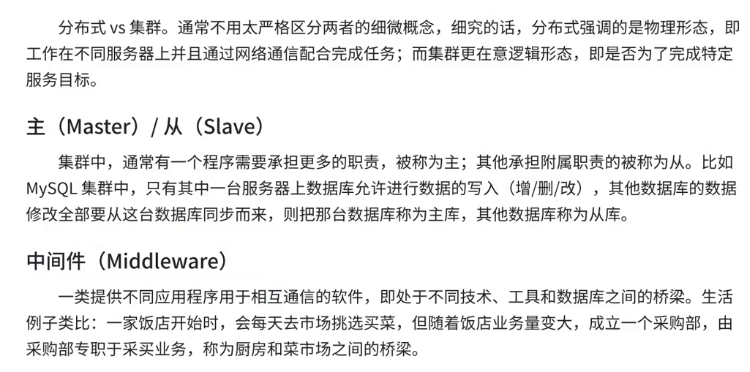 分布式 vs 集群。通常不用太严格区分两者的细微概念，细究的话，分布式强调的是物理形态，即
工作在不同服务器上并且通过网络通信配合完成任务；而集群更在意逻辑形态，即是否为了完成特定
服务目标。
主（Master）/ 从（Slave）
集群中，通常有一个程序需要承担更多的职责，被称为主；其他承担附属职责的被称为从。比如
MySQL 集群中，只有其中一台服务器上数据库允许进行数据的写入（增/删/改），其他数据库的数据
修改全部要从这台数据库同步而来，则把那台数据库称为主库，其他数据库称为从库。
中间件（Middleware）
一类提供不同应用程序用于相互通信的软件，即处于不同技术、工具和数据库之间的桥梁。生活
例子类比：一家饭店开始时，会每天去市场挑选买菜，但随着饭店业务量变大，成立一个采购部，由
采购部专职于采买业务，称为厨房和菜市场之间的桥梁。